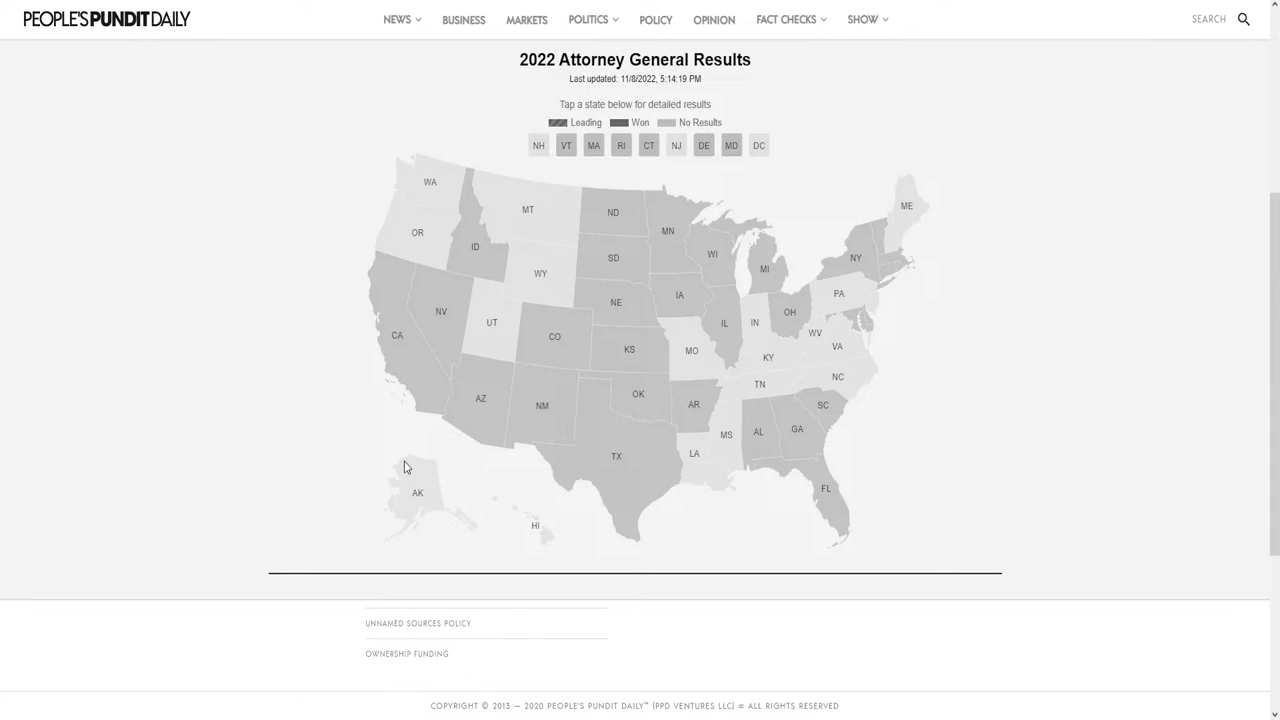 PEOPLE'S PUNDIT DAILY NEWS BUSINESS MARKETS POLITICS POLICY OPINION FACT CHECKS SHOW SEARCH
2022 Attorney General Results
Last updated: 11/8/2022, 5:14:19 PM
Tap a state below for detailed results
Leading Won No Results
NH VT MA RI CT NJ DE MD DC
WA
MT
ME
OR
ID
ND
MN
WY
SD
WI
MI
NY
NV
UT
NE
IA
PA
CA
CO
IL
IN
OH
WV
VA
KS
MO
KY
AZ
NM
OK
AR
TN
NC
SC
TX
LA
MS
AL
GA
AK
HI
FL
UNNAMED SOURCES POLICY
OWNERSHIP FUNDING
COPYRIGHT © 2013 — 2020 PEOPLE'S PUNDIT DAILY™ (PPD VENTURES LLC) ∞ ALL RIGHTS RESERVED